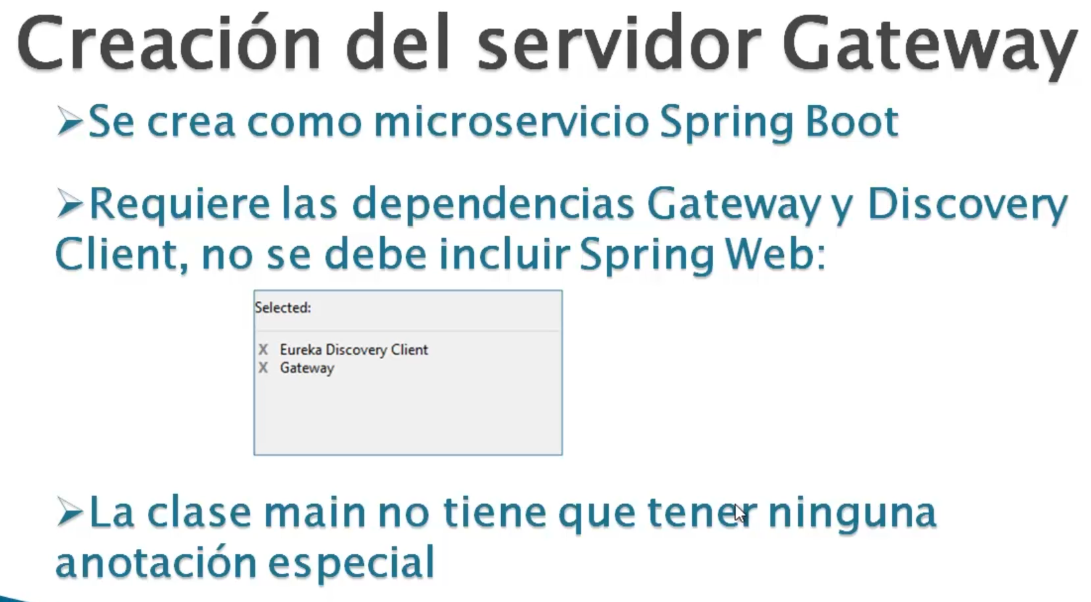 Creación del servidor Gateway
➢Se crea como microservicio Spring Boot
➢Requiere las dependencias Gateway y Discovery
Client, no se debe incluir Spring Web:
Selected:
X Eureka Discovery Client
X Gateway
➢La clase main no tiene que tener ninguna
anotación especial